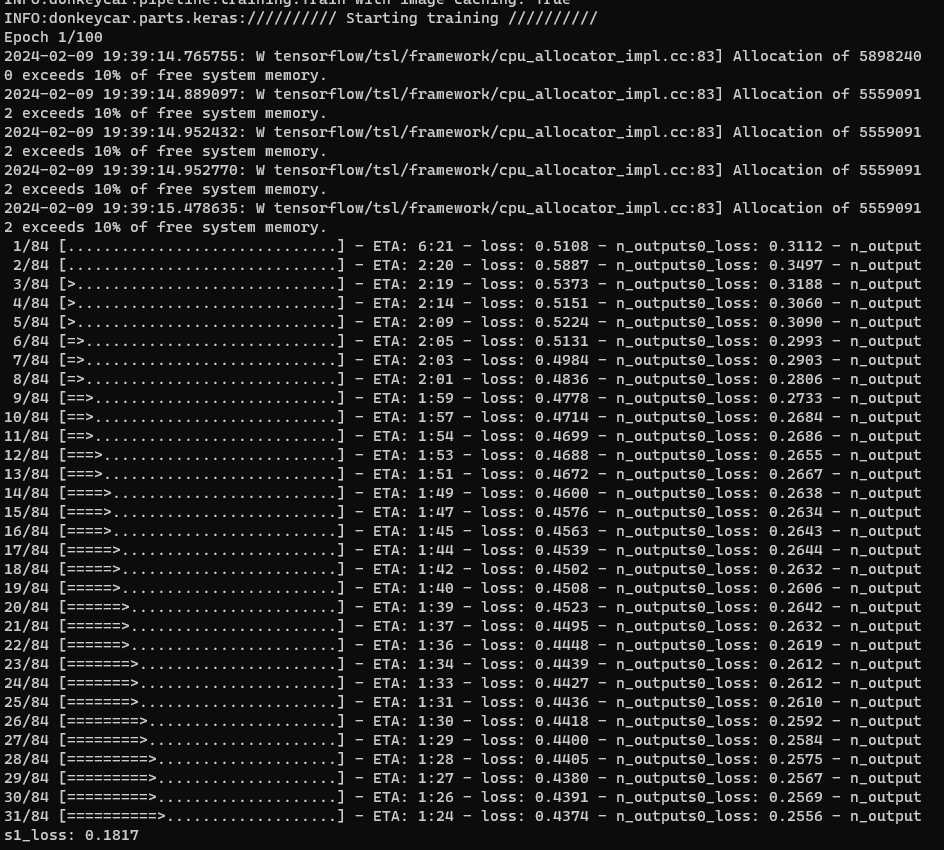 INFO:donkeycar.pipeline.training:Train with image caching: True
INFO:donkeycar.parts.keras:////////// Starting training //////////
Epoch 1/100
2024-02-09 19:39:14.765755: W tensorflow/tsl/framework/cpu_allocator_impl.cc:83] Allocation of 5898240
0 exceeds 10% of free system memory.
2024-02-09 19:39:14.889097: W tensorflow/tsl/framework/cpu_allocator_impl.cc:83] Allocation of 5559091
2 exceeds 10% of free system memory.
2024-02-09 19:39:14.952432: W tensorflow/tsl/framework/cpu_allocator_impl.cc:83] Allocation of 5559091
2 exceeds 10% of free system memory.
2024-02-09 19:39:14.952770: W tensorflow/tsl/framework/cpu_allocator_impl.cc:83] Allocation of 5559091
2 exceeds 10% of free system memory.
2024-02-09 19:39:15.478635: W tensorflow/tsl/framework/cpu_allocator_impl.cc:83] Allocation of 5559091
2 exceeds 10% of free system memory.
 1/84 [..............................] - ETA: 6:21 - loss: 0.5108 - n_outputs0_loss: 0.3112 - n_output
 2/84 [..............................] - ETA: 2:20 - loss: 0.5887 - n_outputs0_loss: 0.3497 - n_output
 3/84 [>.............................] - ETA: 2:19 - loss: 0.5373 - n_outputs0_loss: 0.3188 - n_output
 4/84 [>.............................] - ETA: 2:14 - loss: 0.5151 - n_outputs0_loss: 0.3060 - n_output
 5/84 [>.............................] - ETA: 2:09 - loss: 0.5224 - n_outputs0_loss: 0.3090 - n_output
 6/84 [=>............................] - ETA: 2:05 - loss: 0.5131 - n_outputs0_loss: 0.2993 - n_output
 7/84 [=>............................] - ETA: 2:03 - loss: 0.4984 - n_outputs0_loss: 0.2903 - n_output
 8/84 [=>............................] - ETA: 2:01 - loss: 0.4836 - n_outputs0_loss: 0.2806 - n_output
 9/84 [==>...........................] - ETA: 1:59 - loss: 0.4778 - n_outputs0_loss: 0.2733 - n_output
10/84 [==>...........................] - ETA: 1:57 - loss: 0.4714 - n_outputs0_loss: 0.2684 - n_output
11/84 [==>...........................] - ETA: 1:54 - loss: 0.4699 - n_outputs0_loss: 0.2686 - n_output
12/84 [===>..........................] - ETA: 1:53 - loss: 0.4688 - n_outputs0_loss: 0.2655 - n_output
13/84 [===>..........................] - ETA: 1:51 - loss: 0.4672 - n_outputs0_loss: 0.2667 - n_output
14/84 [====>.........................] - ETA: 1:49 - loss: 0.4600 - n_outputs0_loss: 0.2638 - n_output
15/84 [====>.........................] - ETA: 1:47 - loss: 0.4576 - n_outputs0_loss: 0.2634 - n_output
16/84 [====>.........................] - ETA: 1:45 - loss: 0.4563 - n_outputs0_loss: 0.2643 - n_output
17/84 [=====>........................] - ETA: 1:44 - loss: 0.4539 - n_outputs0_loss: 0.2644 - n_output
18/84 [=====>........................] - ETA: 1:42 - loss: 0.4502 - n_outputs0_loss: 0.2632 - n_output
19/84 [=====>........................] - ETA: 1:40 - loss: 0.4508 - n_outputs0_loss: 0.2606 - n_output
20/84 [======>.......................] - ETA: 1:39 - loss: 0.4523 - n_outputs0_loss: 0.2642 - n_output
21/84 [======>.......................] - ETA: 1:37 - loss: 0.4495 - n_outputs0_loss: 0.2632 - n_output
22/84 [======>.......................] - ETA: 1:36 - loss: 0.4448 - n_outputs0_loss: 0.2619 - n_output
23/84 [=======>......................] - ETA: 1:34 - loss: 0.4439 - n_outputs0_loss: 0.2612 - n_output
24/84 [=======>......................] - ETA: 1:33 - loss: 0.4427 - n_outputs0_loss: 0.2612 - n_output
25/84 [=======>......................] - ETA: 1:31 - loss: 0.4436 - n_outputs0_loss: 0.2610 - n_output
26/84 [========>.....................] - ETA: 1:30 - loss: 0.4418 - n_outputs0_loss: 0.2592 - n_output
27/84 [========>.....................] - ETA: 1:29 - loss: 0.4400 - n_outputs0_loss: 0.2584 - n_output
28/84 [=========>....................] - ETA: 1:28 - loss: 0.4405 - n_outputs0_loss: 0.2575 - n_output
29/84 [=========>....................] - ETA: 1:27 - loss: 0.4380 - n_outputs0_loss: 0.2567 - n_output
30/84 [=========>....................] - ETA: 1:26 - loss: 0.4391 - n_outputs0_loss: 0.2569 - n_output
31/84 [==========>...................] - ETA: 1:24 - loss: 0.4374 - n_outputs0_loss: 0.2556 - n_output
s1_loss: 0.1817